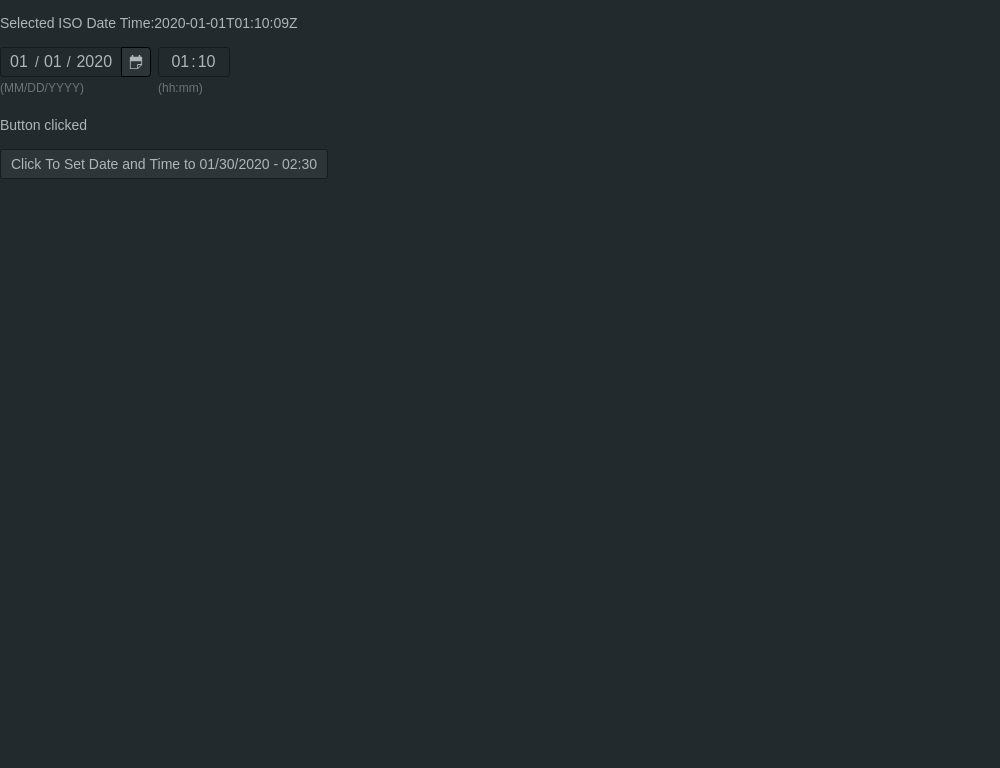 Selected ISO Date Time:2020-01-01T01:10:09Z
01 / 01 / 2020 01:10
(MM/DD/YYYY) (hh:mm)
Button clicked
Click To Set Date and Time to 01/30/2020 - 02:30